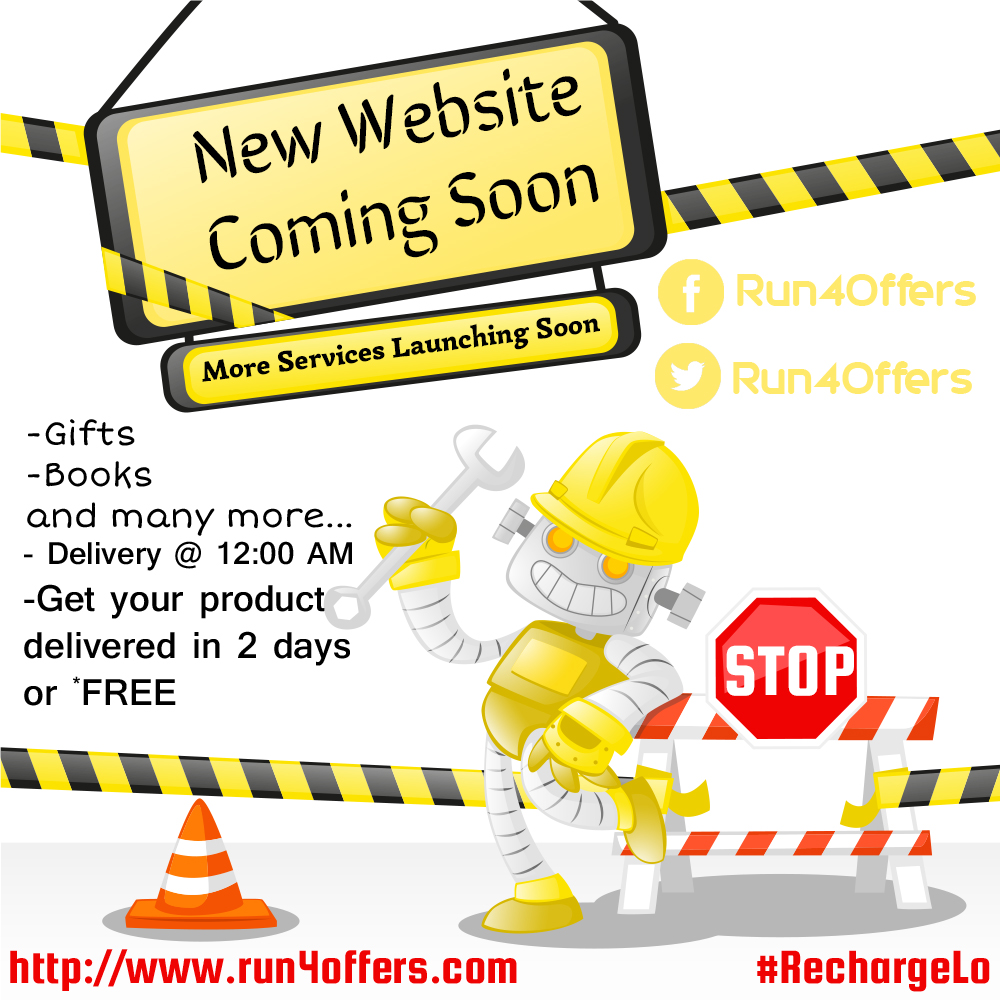 New Website
Coming Soon
More Services Launching Soon
Run4Offers
Run4Offers
-Gifts
-Books
and many more...
- Delivery @ 12:00 AM
-Get your product
delivered in 2 days
or *FREE
STOP
http://www.run4offers.com
#RechargeLo